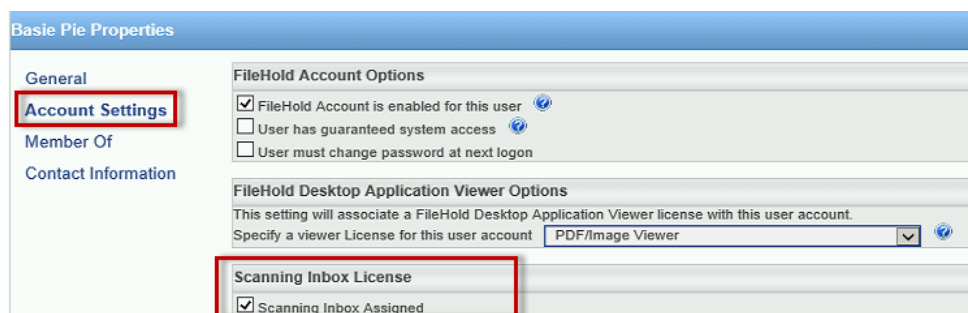 Basie Pie Properties
General
Account Settings
Member Of
Contact Information
FileHold Account Options
FileHold Account is enabled for this user
User has guaranteed system access
User must change password at next logon
FileHold Desktop Application Viewer Options
This setting will associate a FileHold Desktop Application Viewer license with this user account.
Specify a viewer License for this user account PDF/Image Viewer
Scanning Inbox License
Scanning Inbox Assigned